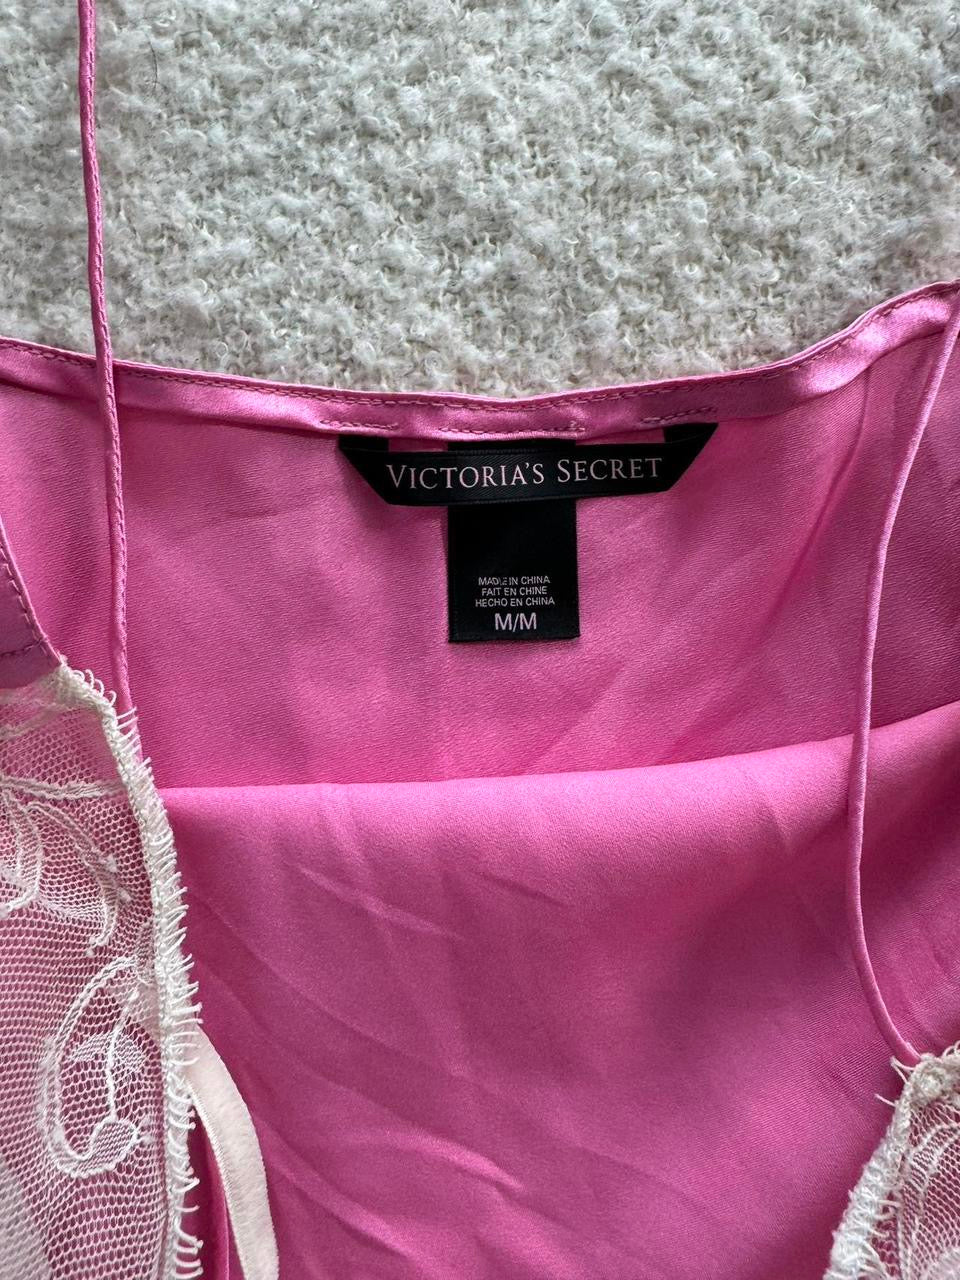 VICTORIA'S SECRET
MADE IN CHINA
FAIT EN CHINE
HECHO EN CHINA
M/M